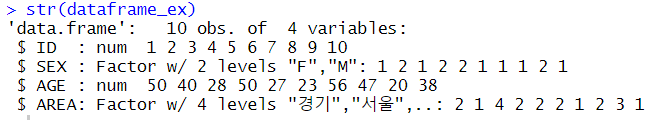 > str(dataframe_ex)
'data.frame':	10 obs. of  4 variables:
 $ ID  : num  1 2 3 4 5 6 7 8 9 10
 $ SEX : Factor w/ 2 levels "F","M": 1 2 1 2 2 1 1 1 2 1
 $ AGE : num  50 40 28 50 27 23 56 47 20 38
 $ AREA: Factor w/ 4 levels "경기","서울",..: 2 1 4 2 2 2 1 2 3 1